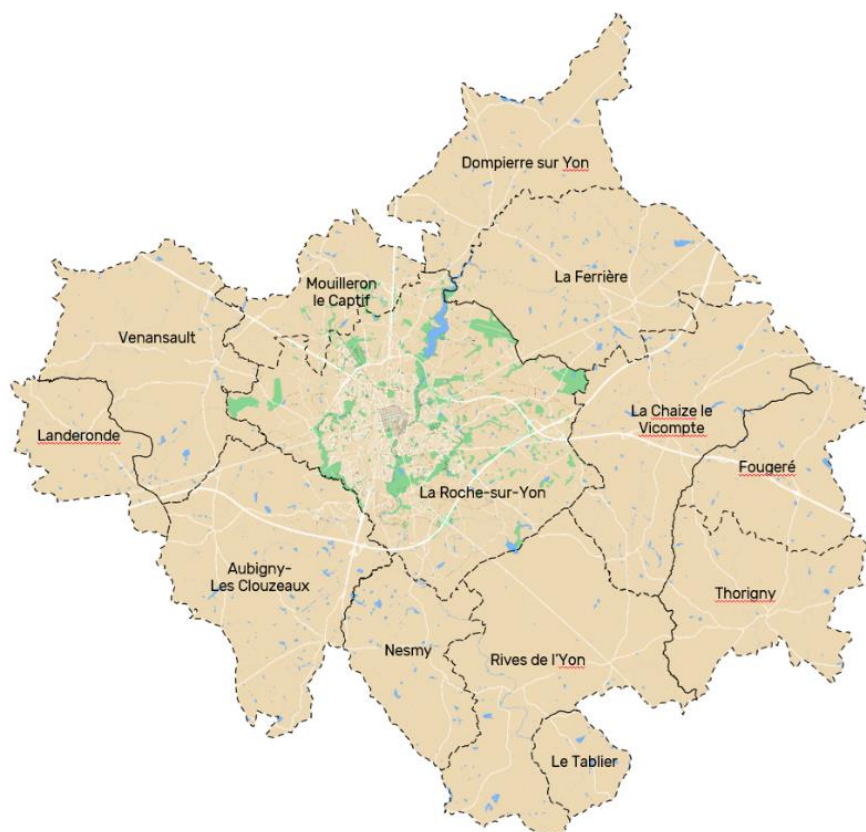 Dompierre sur Yon
La Ferrière
Mouilleron
le Captif
Venansault
La Chaize le
Vicompte
Landeronde
Fougeré
La Roche-sur-Yon
Aubigny-
Les Clouzeaux
Thorigny
Nesmy
Rives de l'Yon
Le Tablier